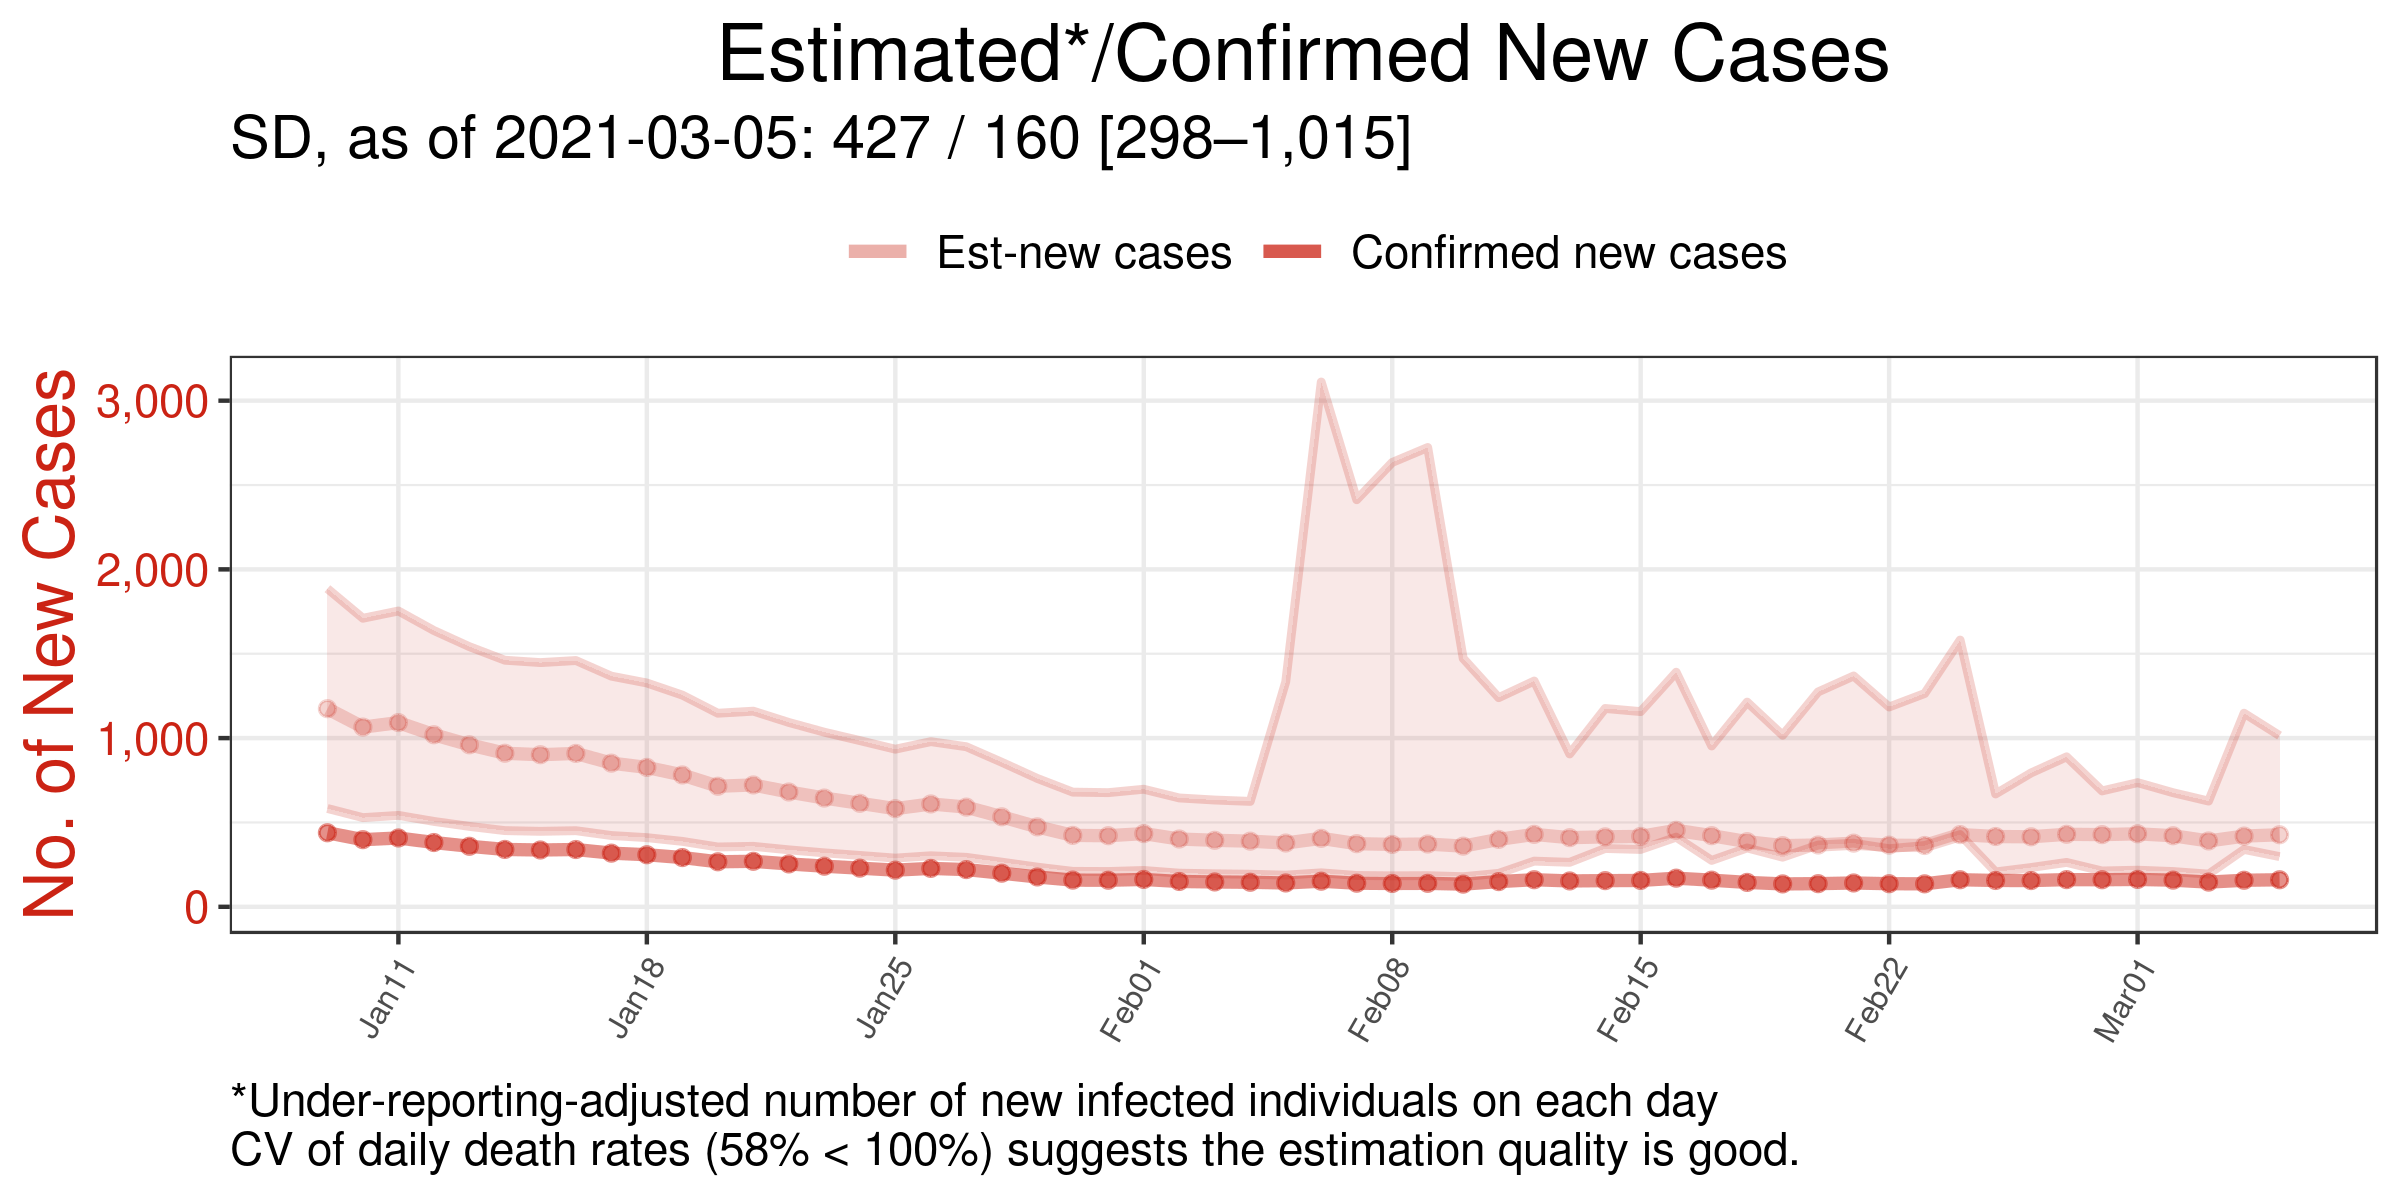 Estimated*/Confirmed New Cases
SD, as of 2021-03-05: 427 / 160 [298–1,015]
Est-new cases
Confirmed new cases
No. of New Cases
3,000
2,000
1,000
0
Jan11
Jan18
Jan25
Feb01
Feb08
Feb15
Feb22
Mar01
*Under-reporting-adjusted number of new infected individuals on each day
CV of daily death rates (58% < 100%) suggests the estimation quality is good.